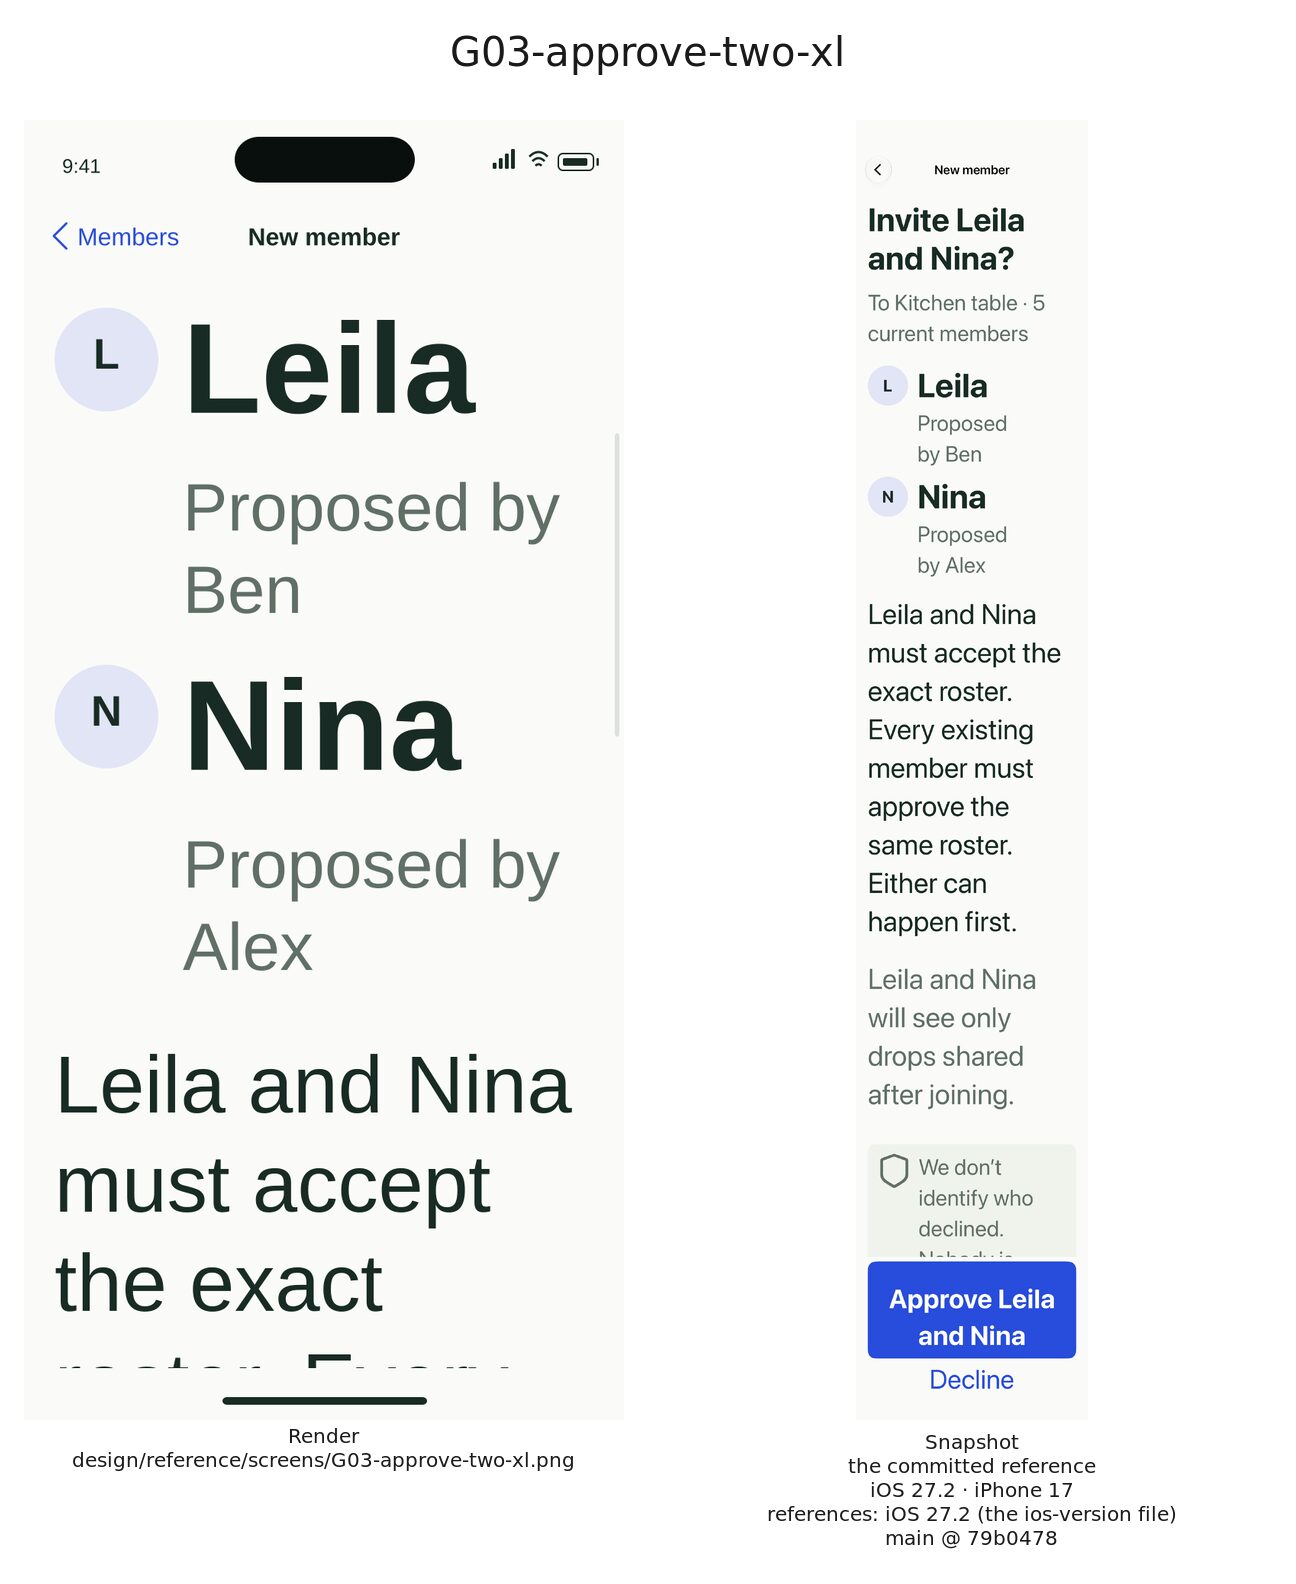 G03-approve-two-xl
9:41
Members
New member
L
Leila
Proposed by
Ben
N
Nina
Proposed by
Alex
Leila and Nina
must accept
the exact
roster. Every
Render
design/reference/screens/G03-approve-two-xl.png
New member
Invite Leila
and Nina?
To Kitchen table · 5
current members
L
Leila
Proposed
by Ben
N
Nina
Proposed
by Alex
Leila and Nina
must accept the
exact roster.
Every existing
member must
approve the
same roster.
Either can
happen first.
Leila and Nina
will see only
drops shared
after joining.
We don’t
identify who
declined.
Nobody is
Approve Leila
and Nina
Decline
Snapshot
the committed reference
iOS 27.2 · iPhone 17
references: iOS 27.2 (the ios-version file)
main @ 79b0478